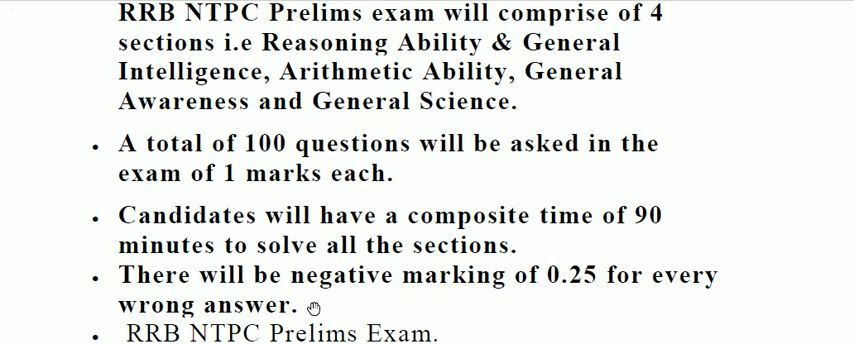 RRB NTPC Prelims exam will comprise of 4
sections i.e Reasoning Ability & General
Intelligence, Arithmetic Ability, General
Awareness and General Science.
• A total of 100 questions will be asked in the
exam of 1 marks each.
• Candidates will have a composite time of 90
minutes to solve all the sections.
• There will be negative marking of 0.25 for every
wrong answer.
• RRB NTPC Prelims Exam.